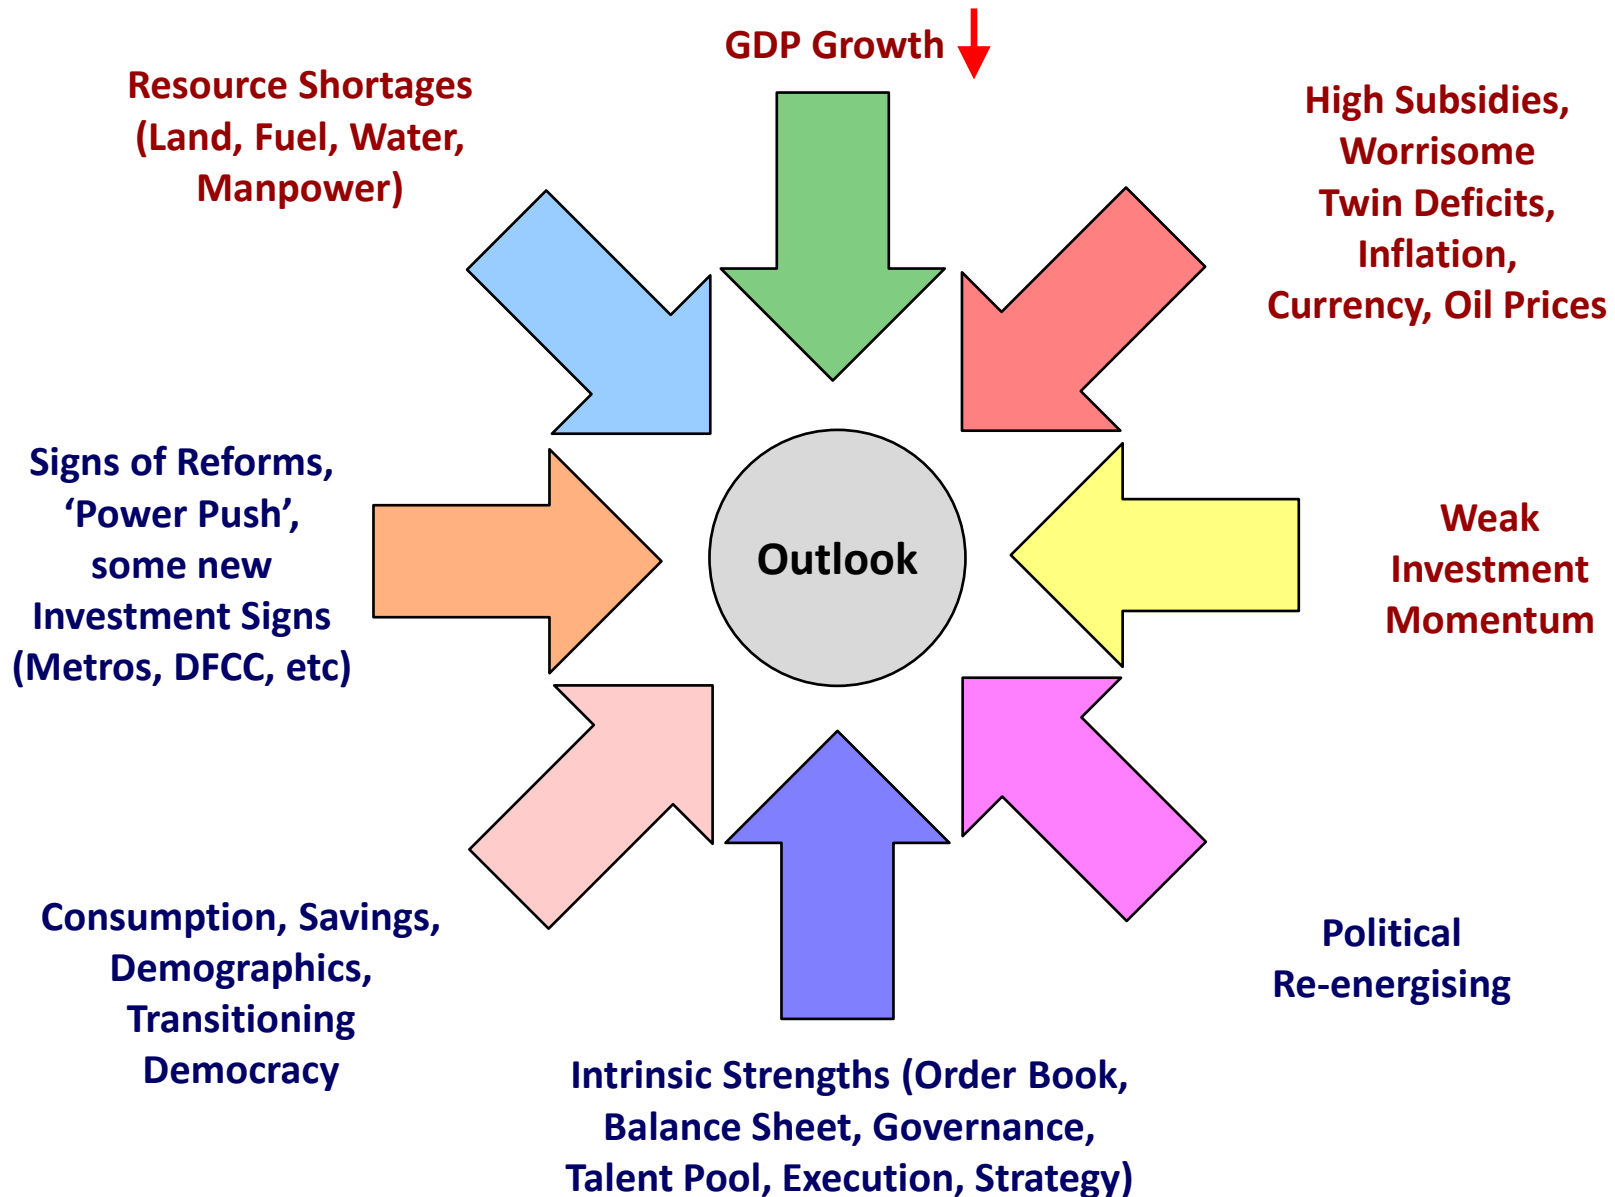 GDP Growth
Resource Shortages
(Land, Fuel, Water,
Manpower)
High Subsidies,
Worrisome
Twin Deficits,
Inflation,
Currency, Oil Prices
Signs of Reforms,
‘Power Push’,
some new
Investment Signs
(Metros, DFCC, etc)
Outlook
Weak
Investment
Momentum
Consumption, Savings,
Demographics,
Transitioning
Democracy
Political
Re-energising
Intrinsic Strengths (Order Book,
Balance Sheet, Governance,
Talent Pool, Execution, Strategy)